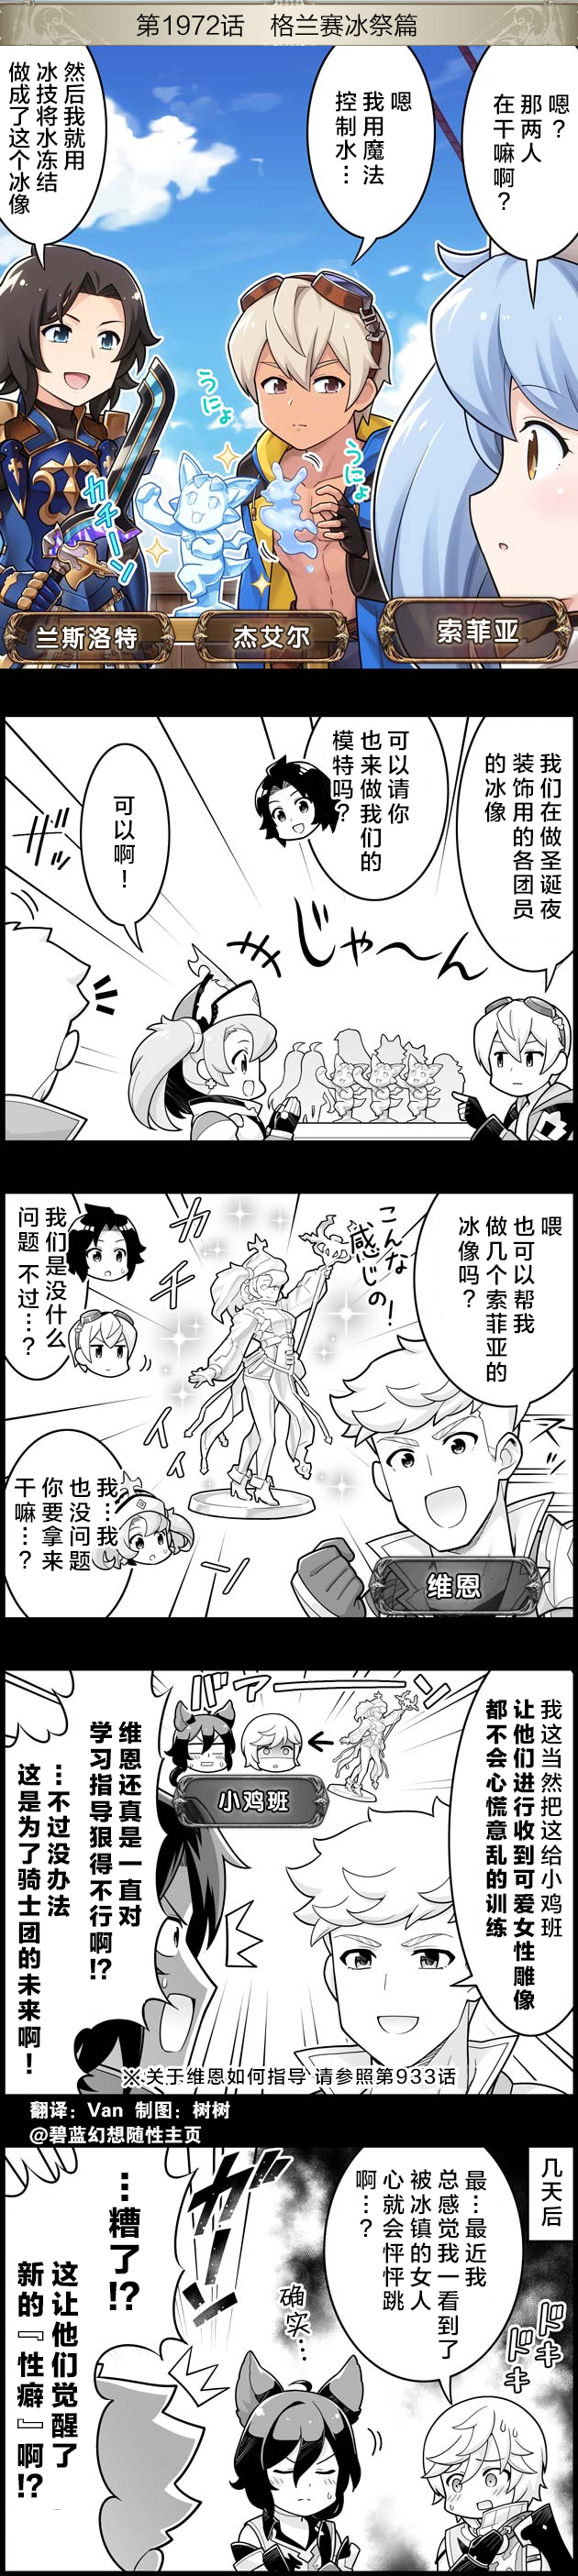 第1972话　格兰赛冰祭篇
嗯？
那两人
在干嘛啊？
嗯
我用魔法
控制水…
然后我就用
冰技将水冻结
做成了这个冰像
うにょ
うにょ
カチーン
索菲亚
杰艾尔
兰斯洛特
我们在做圣诞夜
装饰用的各团员
的冰像
可以请你
也来做我们的
模特吗？
可以啊！
じゃ〜ん
喂
也可以帮我
做几个索菲亚的
冰像吗？
こんな
感じの！
カチーン
我们是没什么
问题 不过…？
我…我
也没问题
你要拿来
干嘛…？
维恩
我这当然把这给小鸡班
让他们进行收到可爱女性雕像
都不会心慌意乱的训练
バァーーン
小鸡班
维恩还真是一直对
学习指导狠得不行啊!?
…不过没办法
这是为了骑士团的未来啊！
※关于维恩如何指导 请参照第933话
翻译：Van 制图：树树
@碧蓝幻想随性主页
几天后
最…最近我
总感觉我一看到了
被冰镇的女人
心就会怦怦跳
啊…？
ドキドキ
确实…
ガーー
…糟了!?
这让他们觉醒了
新的『性癖』啊!?